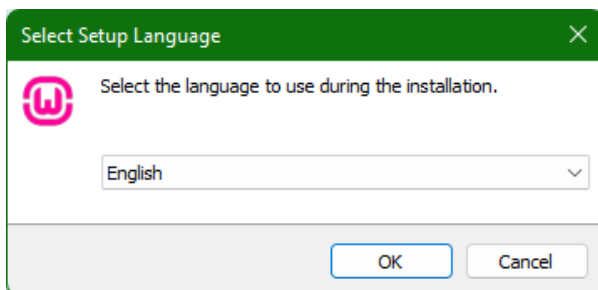 Select Setup Language
Select the language to use during the installation.
English
OK
Cancel